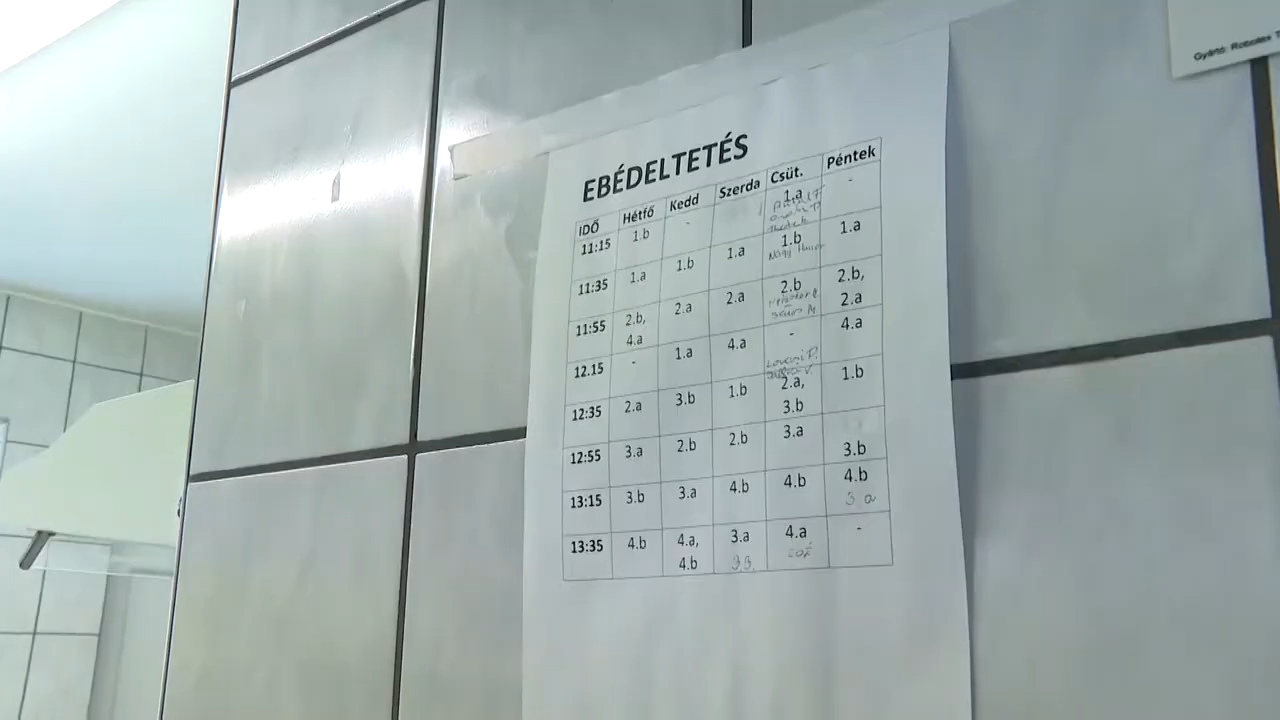 EBÉDELTETÉS
IDŐ Hétfő Kedd Szerda Csüt. Péntek
11:15 1.b - 1.a -
11:35 1.a 1.b 1.a 1.b 1.a
Nagy
11:55 2.b, 4.a 2.a 2.a 2.b 2.b, 2.a
12.15 - 1.a 4.a - 4.a
12:35 2.a 3.b 1.b 2.a, 3.b 1.b
12:55 3.a 2.b 2.b 3.a 3.b
13:15 3.b 3.a 4.b 4.b 4.b
3.a
13:35 4.b 4.a, 4.b 3.a 4.a -
Gyártó: Robotex